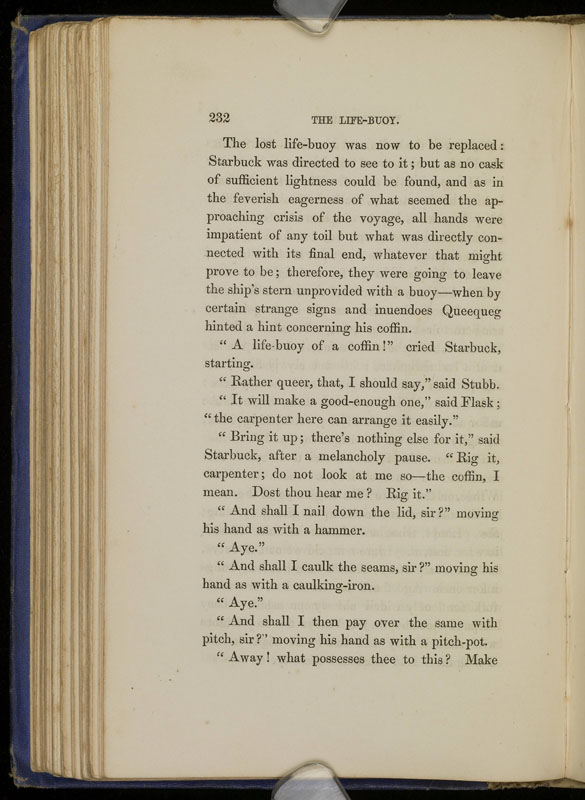 232
THE LIFE-BUOY.
The lost life-buoy was now to be replaced:
Starbuck was directed to see to it; but as no cask
of sufficient lightness could be found, and as in
the feverish eagerness of what seemed the ap-
proaching crisis of the voyage, all hands were
impatient of any toil but what was directly con-
nected with its final end, whatever that might
prove to be; therefore, they were going to leave
the ship's stern unprovided with a buoy—when by
certain strange signs and inuendoes Queequeg
hinted a hint concerning his coffin.
“A life-buoy of a coffin!” cried Starbuck,
starting.
“Rather queer, that, I should say,” said Stubb.
“It will make a good-enough one,” said Flask;
“the carpenter here can arrange it easily.”
“Bring it up; there's nothing else for it,” said
Starbuck, after a melancholy pause. “Rig it,
carpenter; do not look at me so—the coffin, I
mean. Dost thou hear me? Rig it.”
“And shall I nail down the lid, sir?” moving
his hand as with a hammer.
“Aye.”
“And shall I caulk the seams, sir?” moving his
hand as with a caulking-iron.
“Aye.”
“And shall I then pay over the same with
pitch, sir?” moving his hand as with a pitch-pot.
“Away! what possesses thee to this? Make